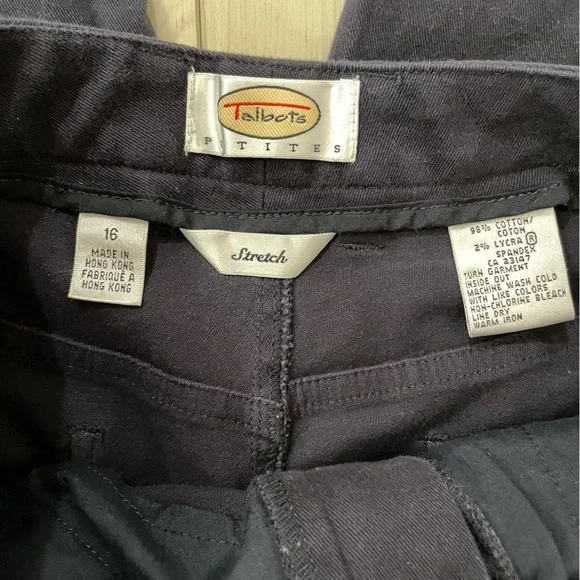 Talbots
PETITES
16
MADE IN
HONG KONG
FABRIQUÉ À
HONG KONG
Stretch
98% COTTON/
COTON
2% LYCRA ®
SPANDEX
CA 23147
TURN GARMENT
INSIDE OUT
MACHINE WASH COLD
WITH LIKE COLORS
NON-CHLORINE BLEACH
LINE DRY
WARM IRON